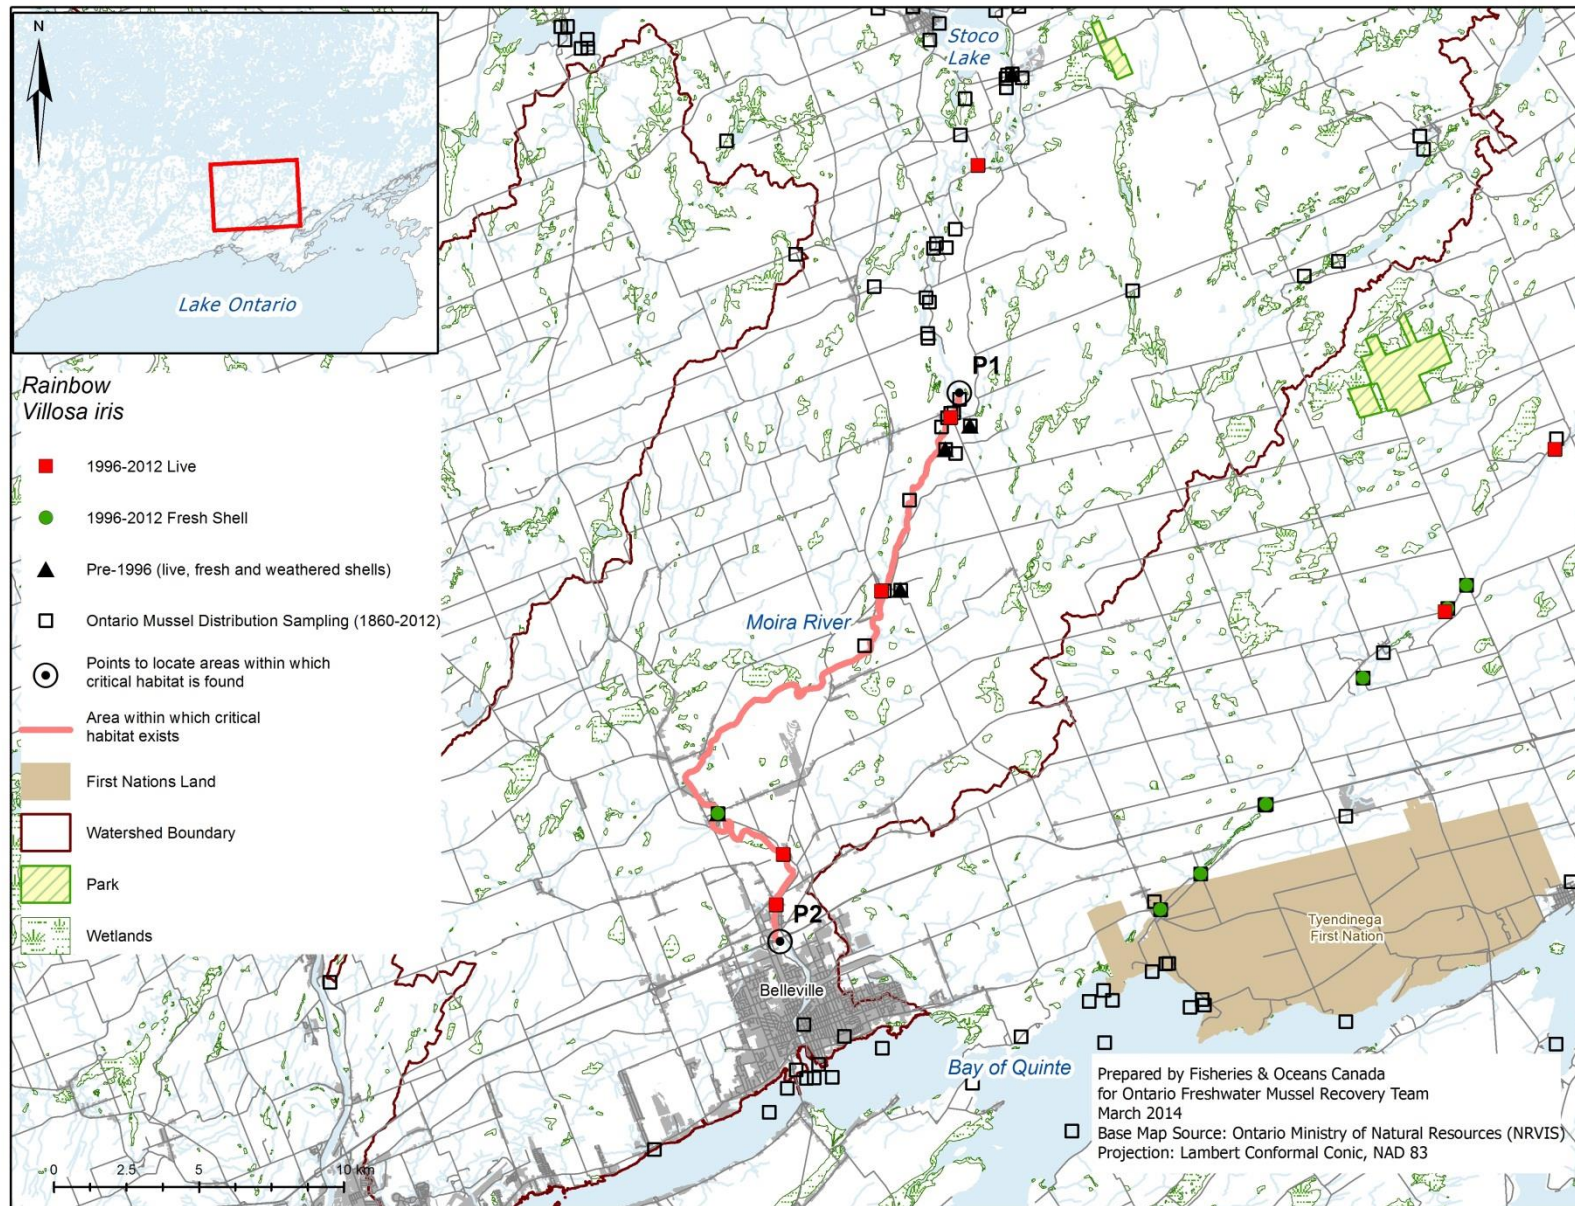 N
Lake Ontario
Rainbow
Villosa iris
1996-2012 Live
1996-2012 Fresh Shell
Pre-1996 (live, fresh and weathered shells)
Ontario Mussel Distribution Sampling (1860-2012)
Points to locate areas within which
critical habitat is found
Area within which critical
habitat exists
First Nations Land
Watershed Boundary
Park
Wetlands
0 2.5 5 10 km
Stoco
Lake
P1
Moira River
P2
Belleville
Tyendinega
First Nation
Bay of Quinte
Prepared by Fisheries & Oceans Canada
for Ontario Freshwater Mussel Recovery Team
March 2014
Base Map Source: Ontario Ministry of Natural Resources (NRVIS)
Projection: Lambert Conformal Conic, NAD 83